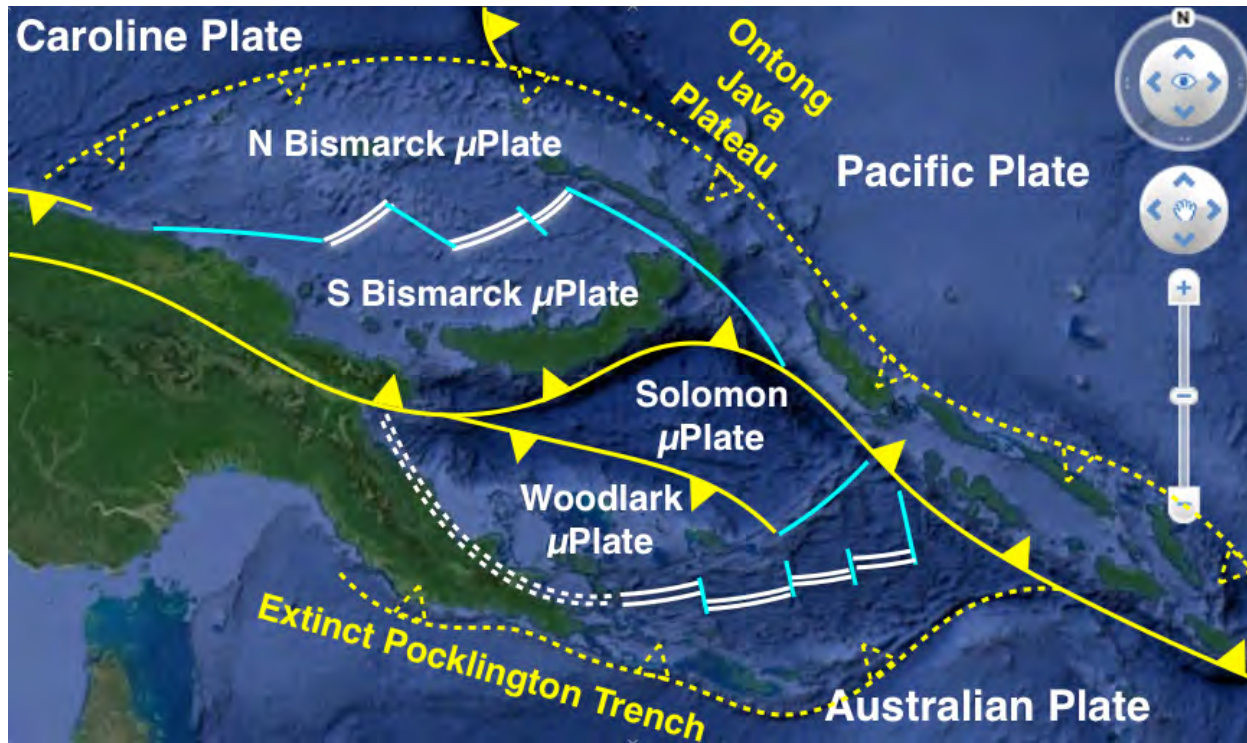 Caroline Plate
N
Ontong
Java
Plateau
N Bismarck µPlate
Pacific Plate
S Bismarck µPlate
Solomon
µPlate
Woodlark
µPlate
Extinct Pocklington Trench
Australian Plate